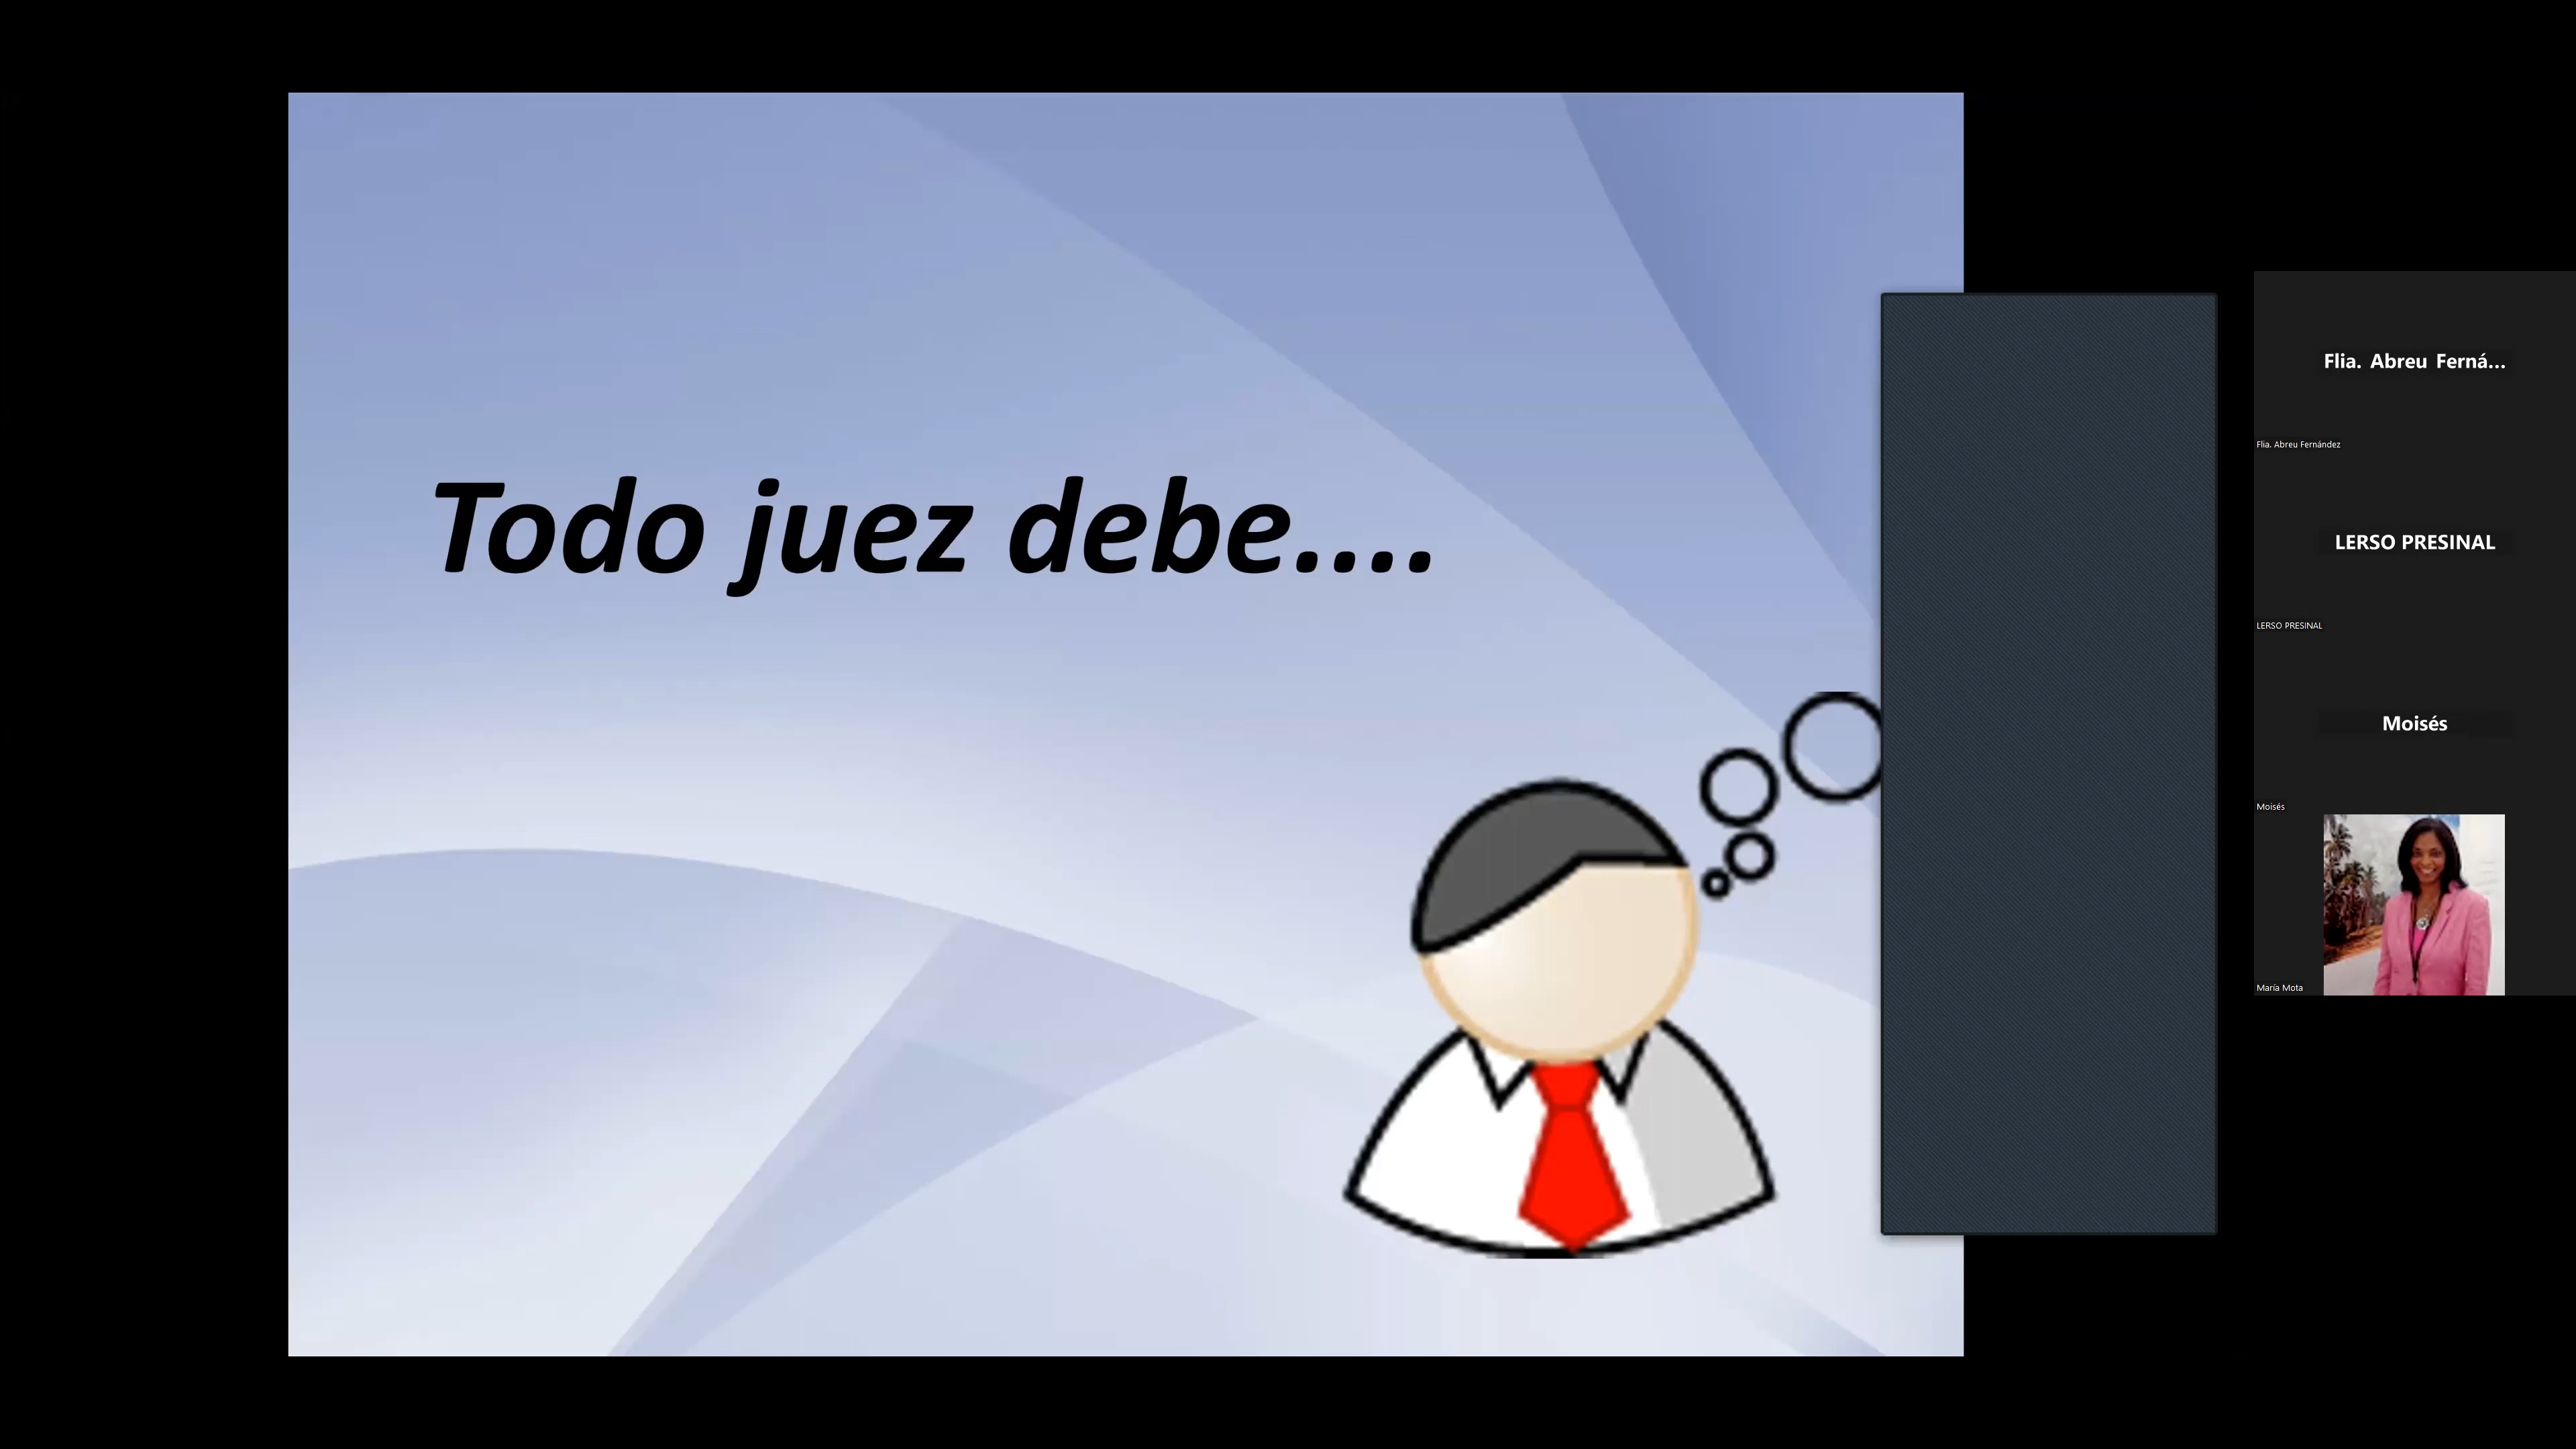 Todo juez debe....
Flia. Abreu Ferná...
Flia. Abreu Fernández
LERSO PRESINAL
LERSO PRESINAL
Moisés
Moisés
María Mota